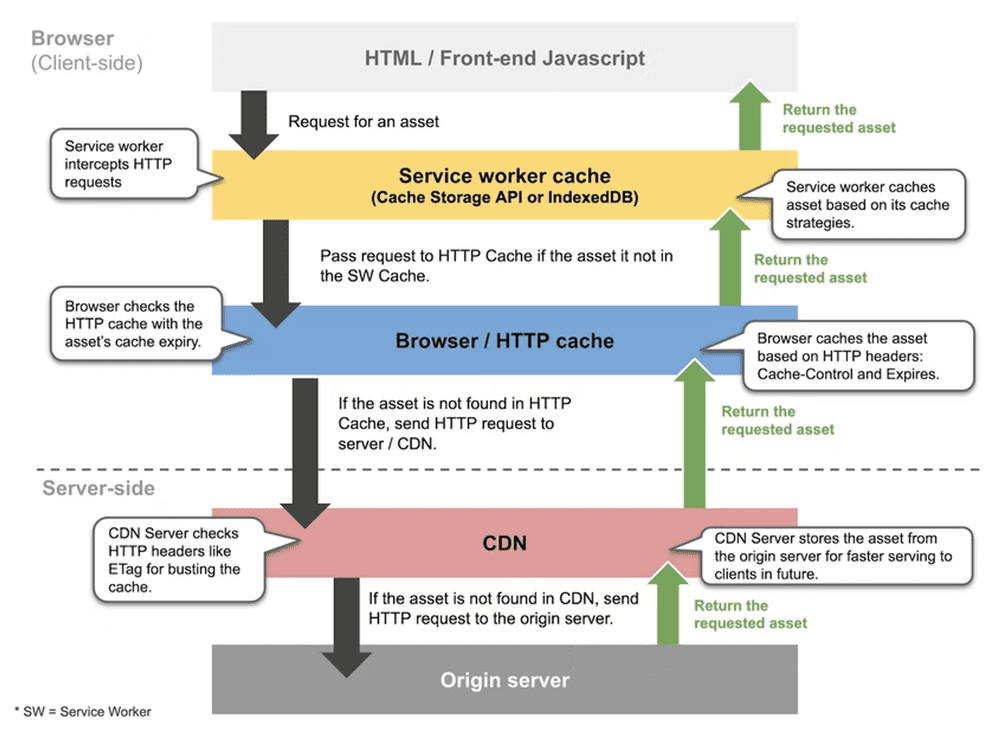 Browser
(Client-side)
HTML / Front-end Javascript
Request for an asset
Return the
requested asset
Service worker
intercepts HTTP
requests
Service worker cache
(Cache Storage API or IndexedDB)
Service worker caches
asset based on its cache
strategies.
Pass request to HTTP Cache if the asset it not in
the SW Cache.
Return the
requested asset
Browser checks the
HTTP cache with the
asset's cache expiry.
Browser / HTTP cache
Browser caches the asset
based on HTTP headers:
Cache-Control and Expires.
If the asset is not found in HTTP
Cache, send HTTP request to
server / CDN.
Return the
requested asset
Server-side
CDN Server checks
HTTP headers like
ETag for busting the
cache.
CDN
CDN Server stores the asset from
the origin server for faster serving to
clients in future.
If the asset is not found in CDN, send
HTTP request to the origin server.
Return the
requested asset
Origin server
* SW = Service Worker